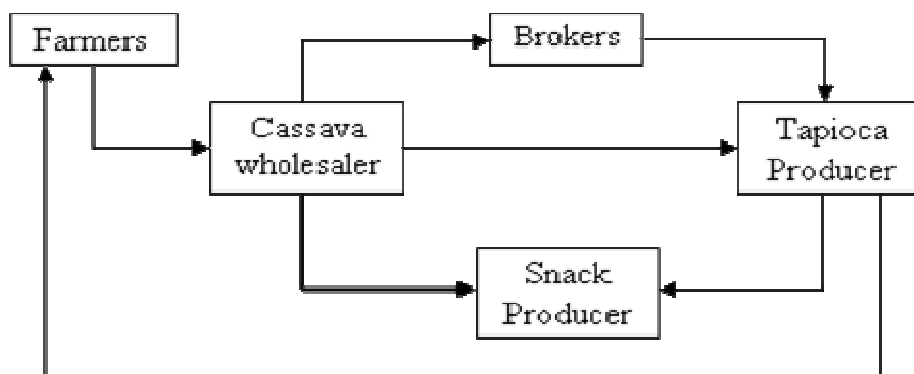 Farmers
Brokers
Cassava
wholesaler
Tapioca
Producer
Snack
Producer